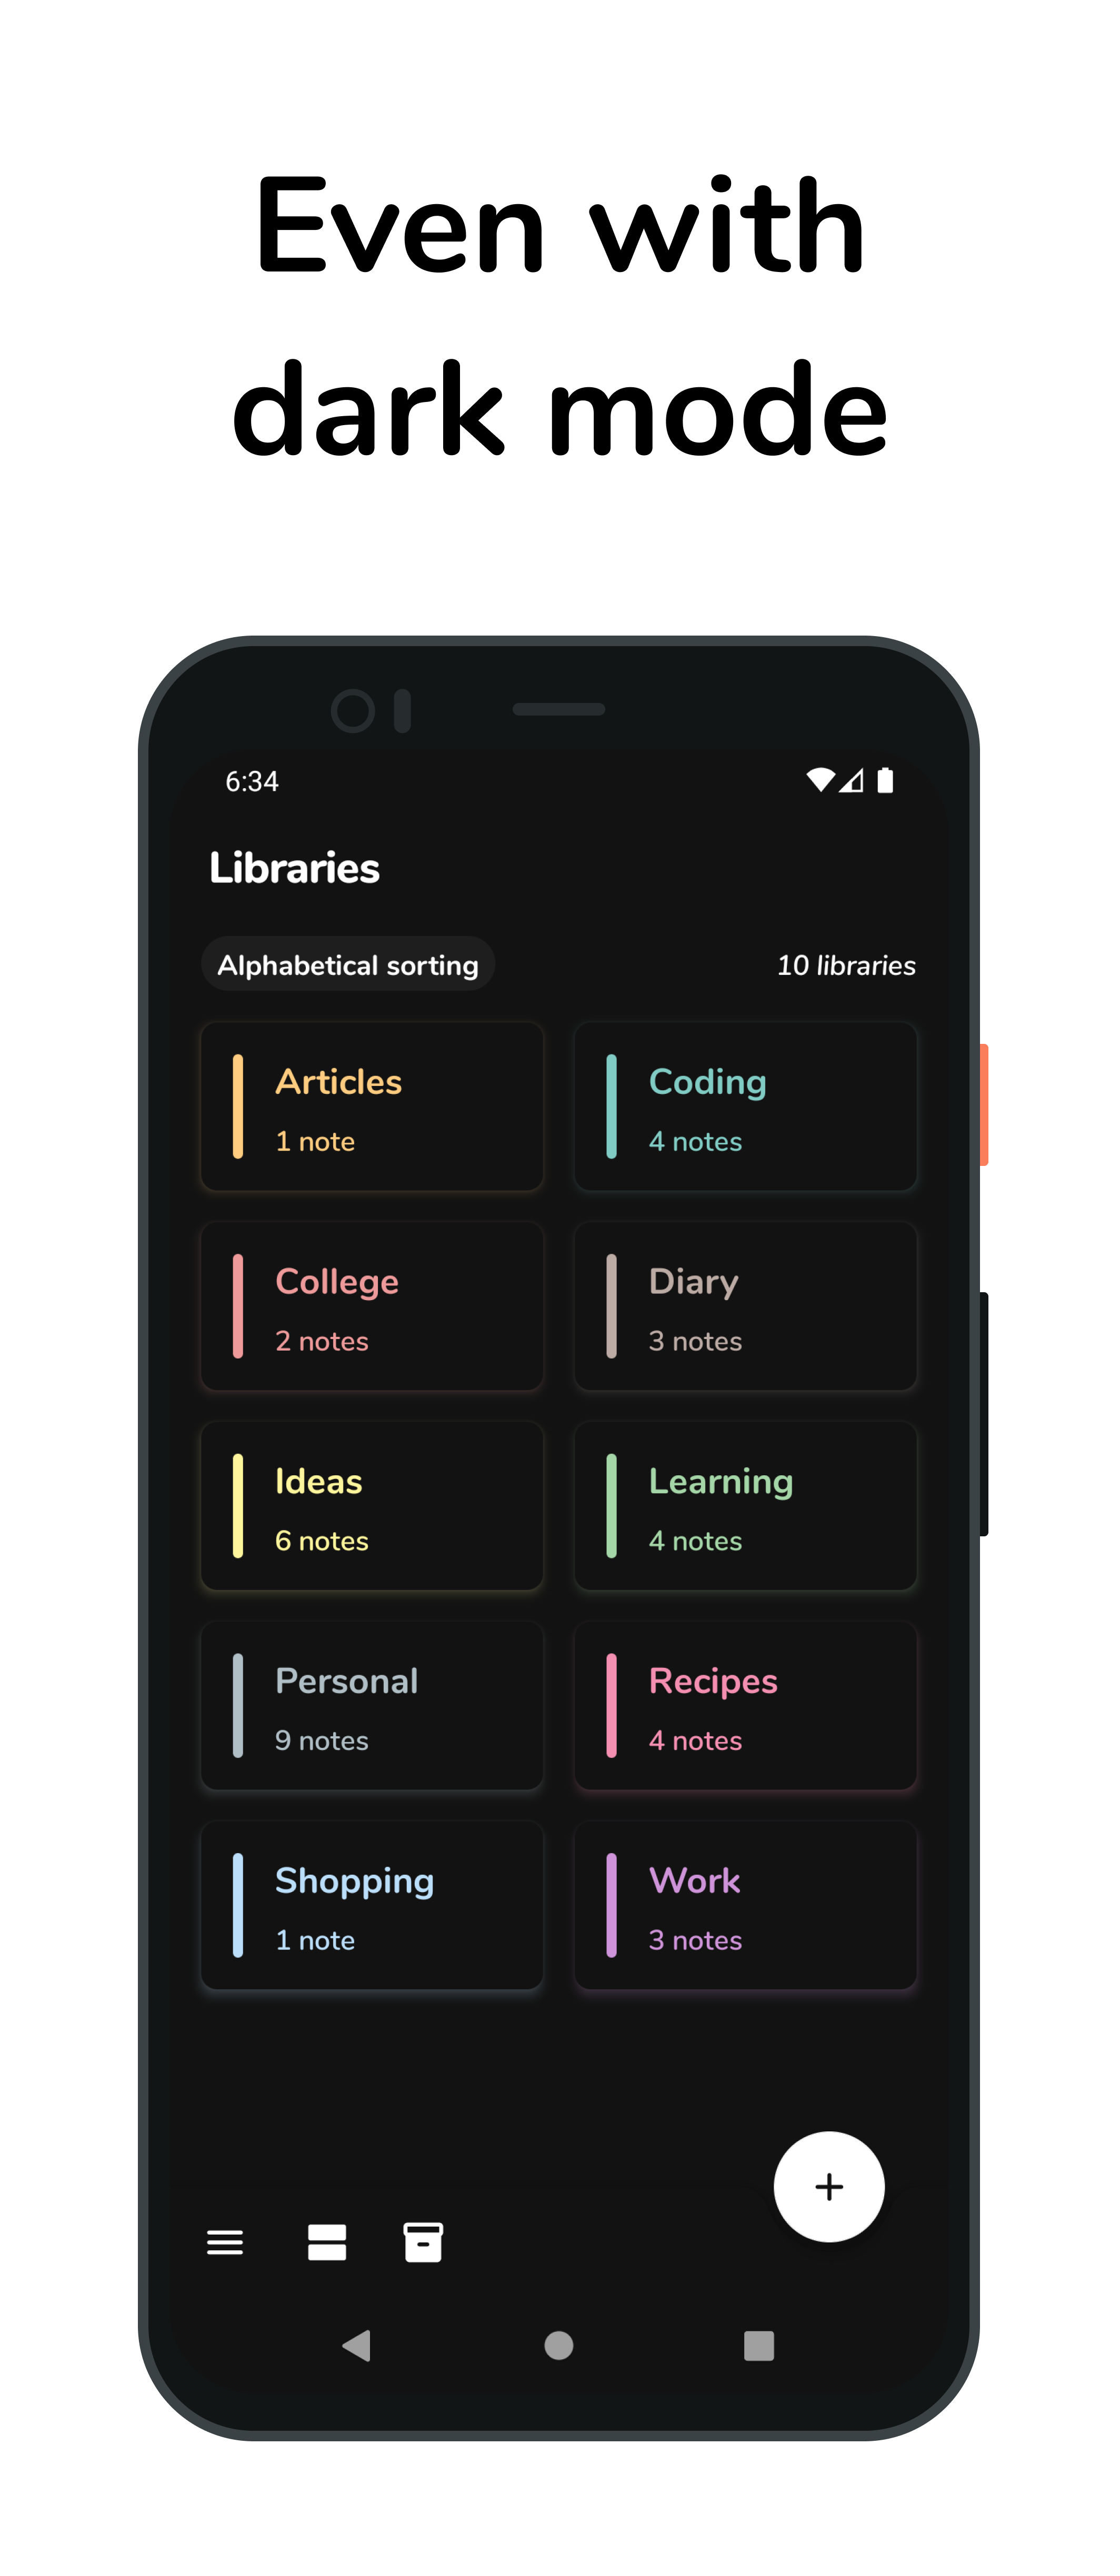 Even with
dark mode
6:34
Libraries
Alphabetical sorting
10 libraries
Articles
1 note
Coding
4 notes
College
2 notes
Diary
3 notes
Ideas
6 notes
Learning
4 notes
Personal
9 notes
Recipes
4 notes
Shopping
1 note
Work
3 notes